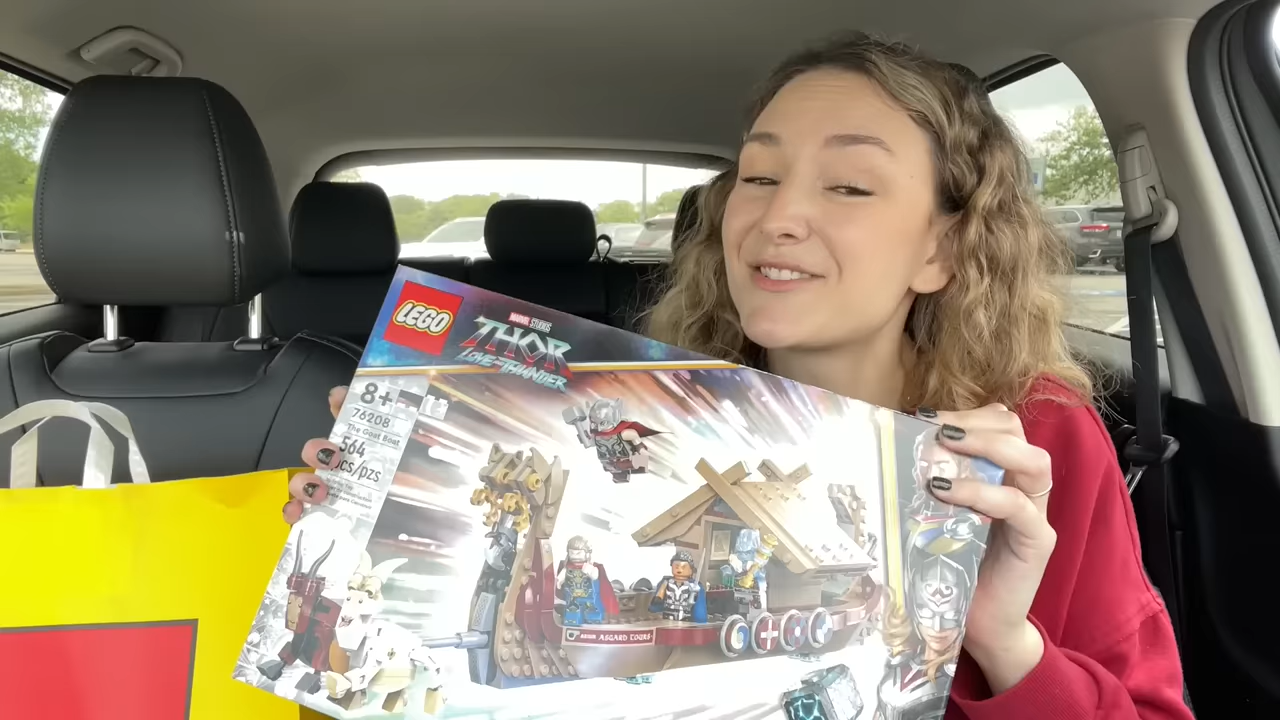 LEGO
MARVEL STUDIOS
THOR
LOVE AND THUNDER
8+
76208
The Goat Boat
564
pcs/pzs
ASGARD TOURS